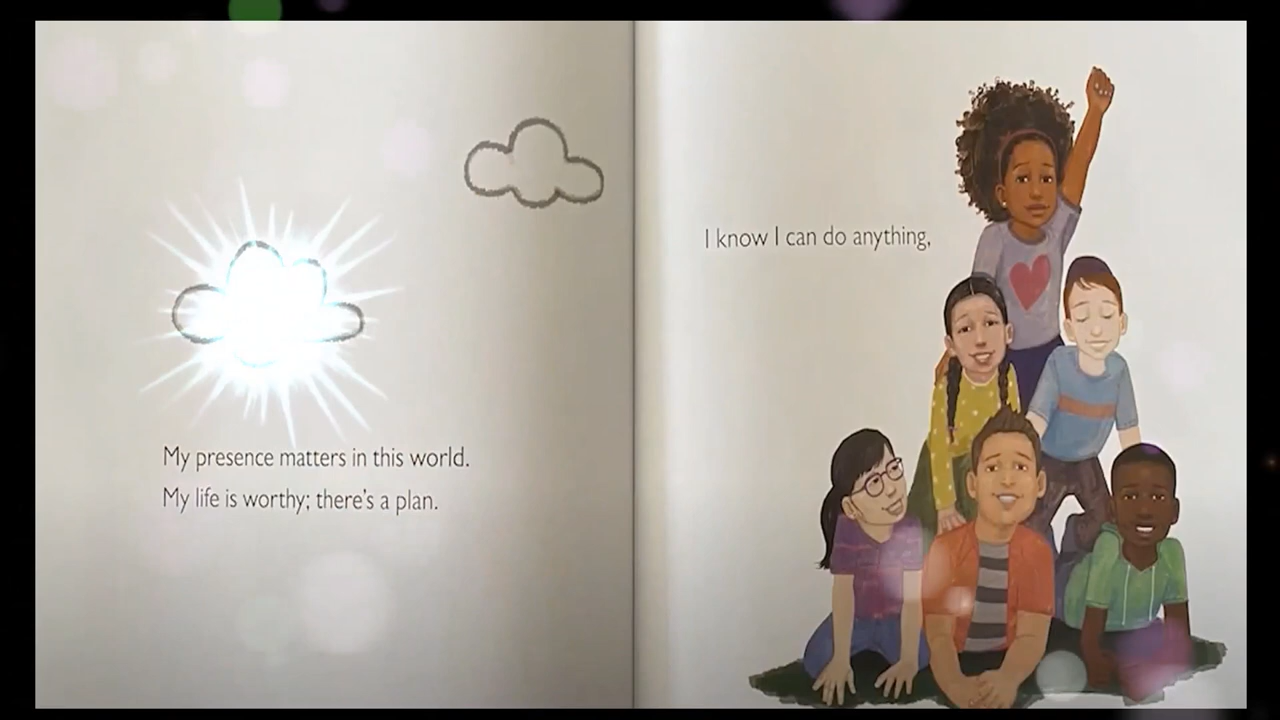 My presence matters in this world.
My life is worthy; there's a plan.
I know I can do anything,